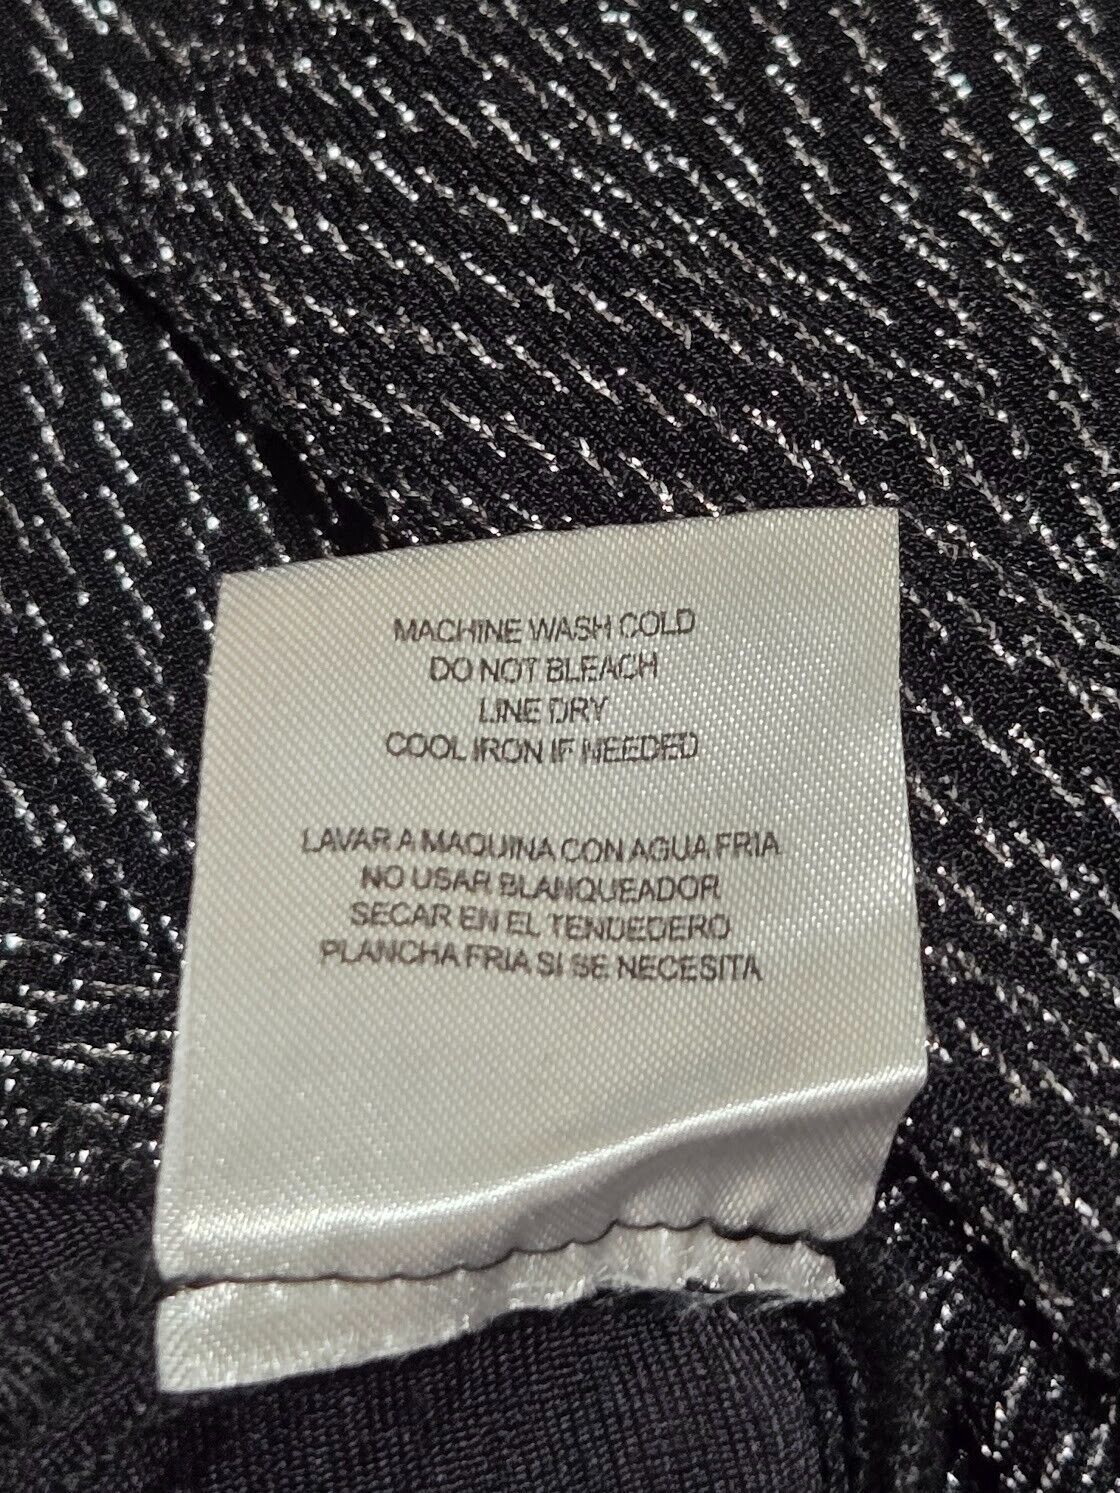 MACHINE WASH COLD
DO NOT BLEACH
LINE DRY
COOL IRON IF NEEDED
LAVAR A MAQUINA CON AGUA FRIA
NO USAR BLANQUEADOR
SECAR EN EL TENDEDERO
PLANCHA FRIA SI SE NECESITA